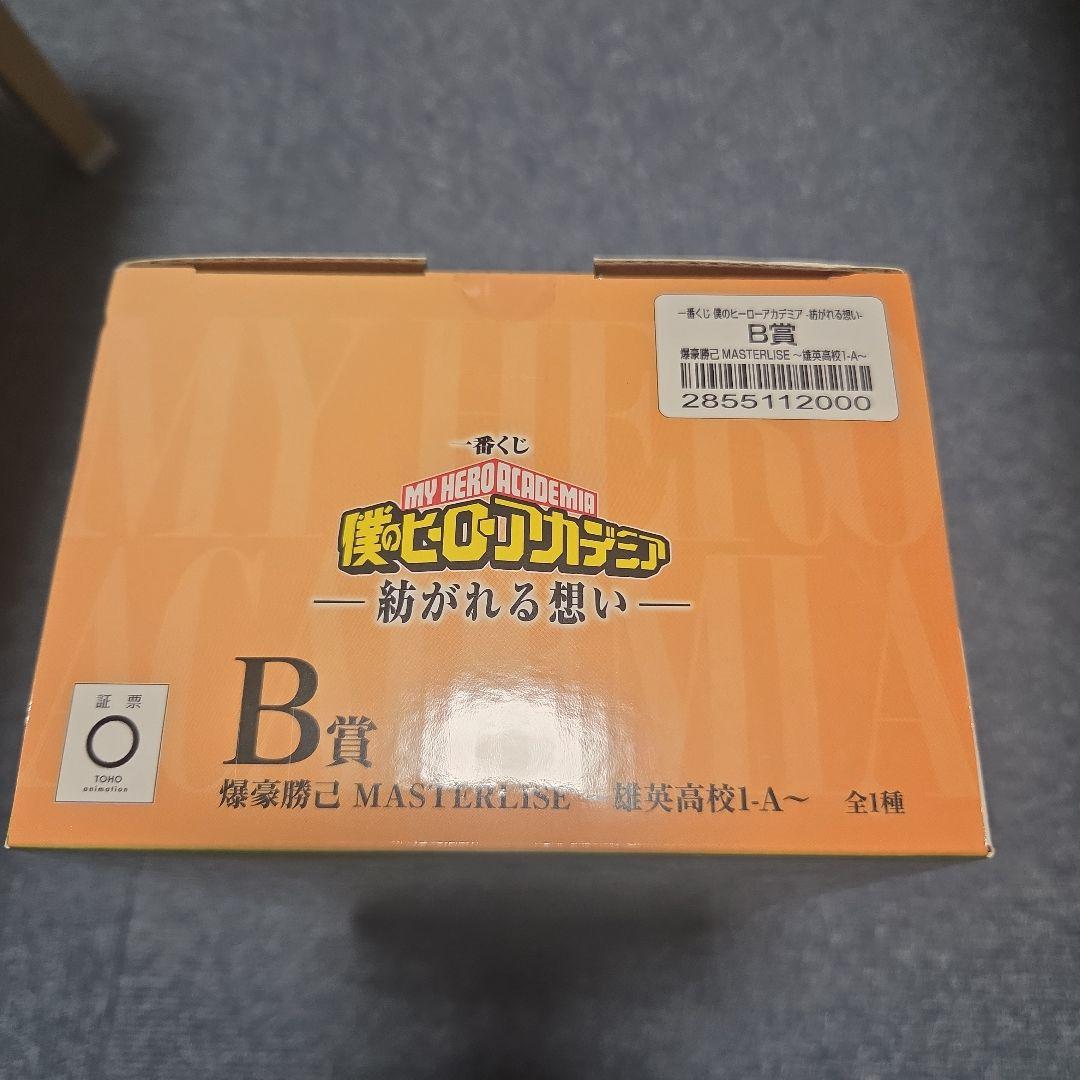 一番くじ 僕のヒーローアカデミア -紡がれる想い-
B賞
爆豪勝己 MASTERLISE ～雄英高校1-A～
2855112000
MY HERO
ACADEMIA
一番くじ
MY HERO ACADEMIA
僕のヒーローアカデミア
―紡がれる想い―
証票
TOHO
animation
B賞
爆豪勝己 MASTERLISE ～雄英高校1-A～ 全1種